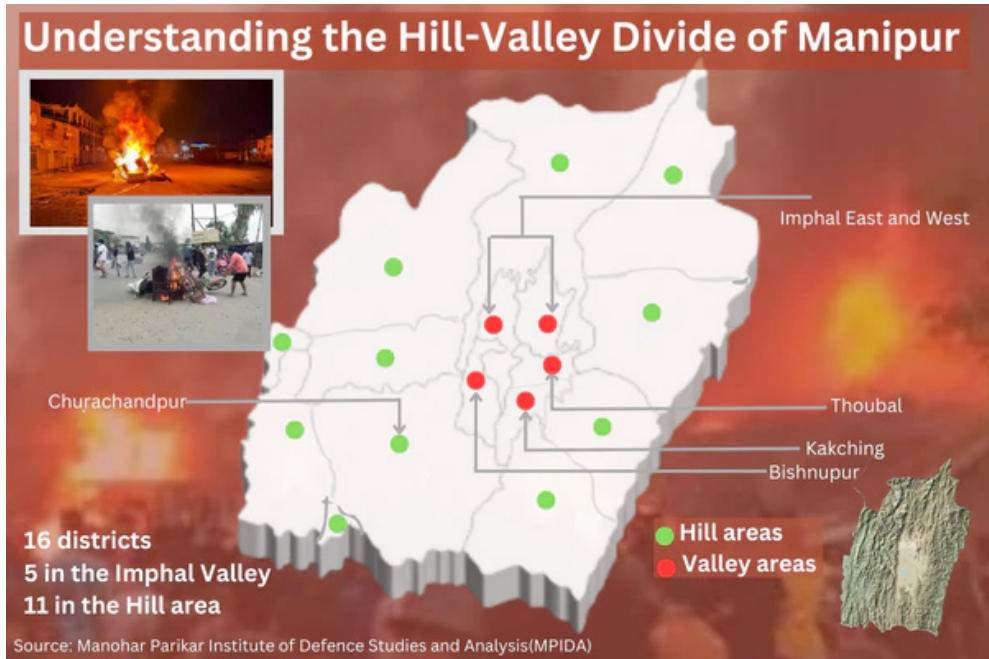 Understanding the Hill-Valley Divide of Manipur
Imphal East and West
Churachandpur
Thoubal
Kakching
Bishnupur
Hill areas
Valley areas
16 districts
5 in the Imphal Valley
11 in the Hill area
Source: Manohar Parikar Institute of Defence Studies and Analysis(MPIDA)